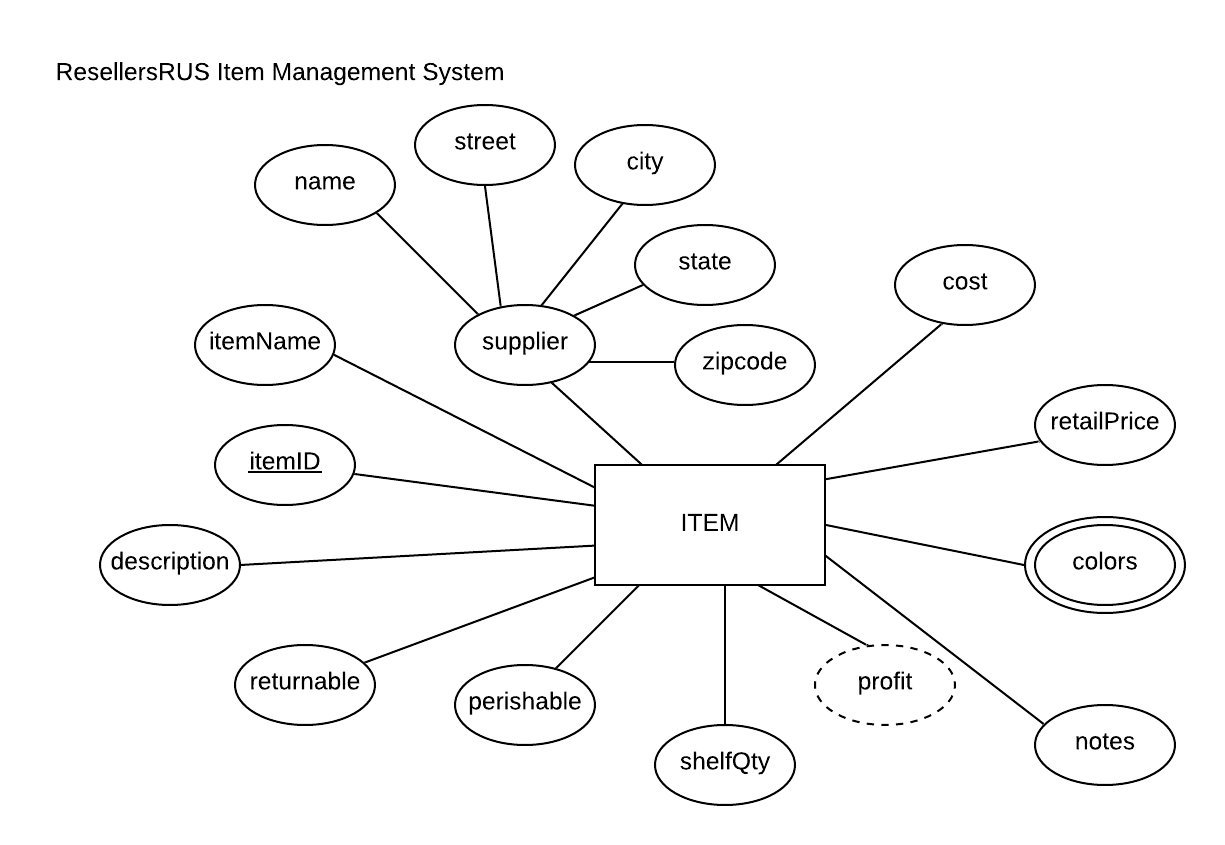 ResellersRUS Item Management System
street
city
name
state
cost
itemName
supplier
zipcode
retailPrice
itemID
ITEM
description
colors
returnable
perishable
profit
shelfQty
notes